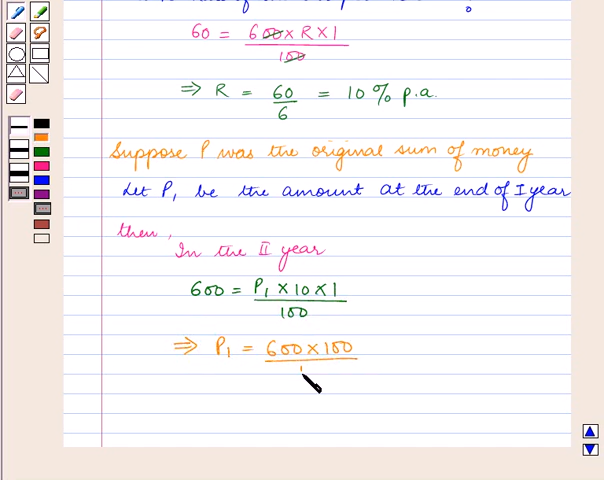 60 = 600 × R × 1
100
⇒ R = 60 = 10 % p.a.
6
Suppose P was the original sum of money
Let P1 be the amount at the end of I year
then,
In the II year
600 = P1 × 10 × 1
100
⇒ P1 = 600 × 100